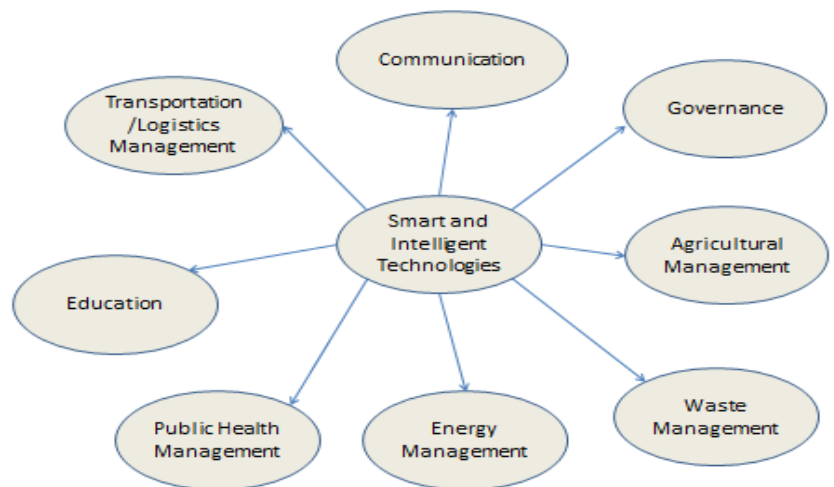 Communication
Transportation
/Logistics
Management
Governance
Smart and
Intelligent
Technologies
Agricultural
Management
Education
Waste
Management
Public Health
Management
Energy
Management